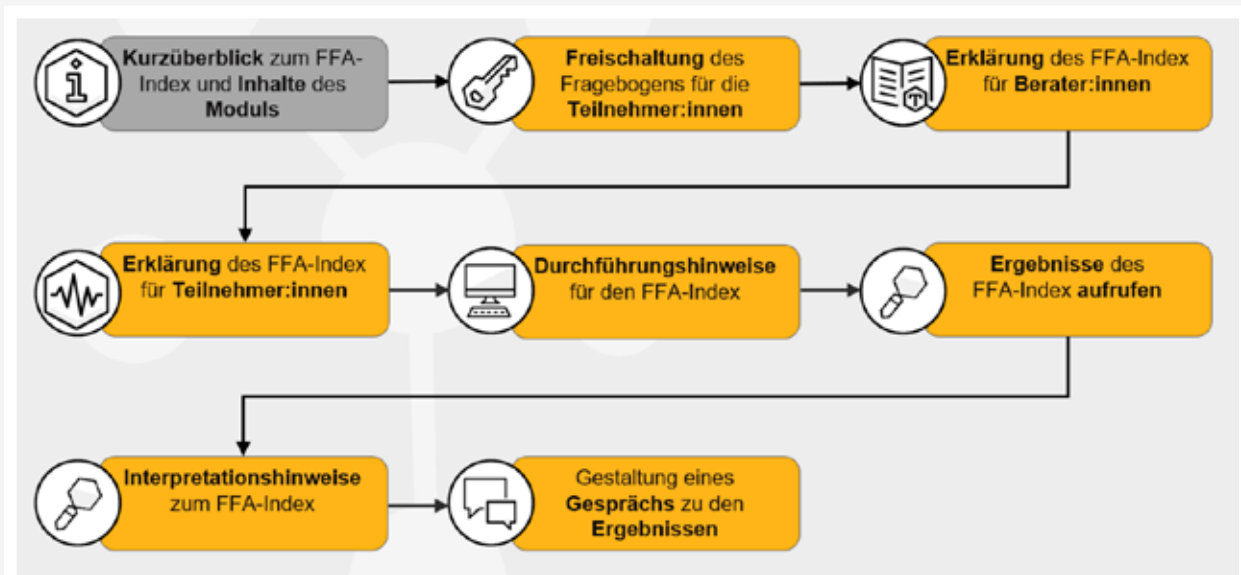 Kurzüberblick zum FFA-
Index und Inhalte des
Moduls
Freischaltung des
Fragebogens für die
Teilnehmer:innen
Erklärung des FFA-Index
für Berater:innen
Erklärung des FFA-Index
für Teilnehmer:innen
Durchführungshinweise
für den FFA-Index
Ergebnisse des
FFA-Index aufrufen
Interpretationshinweise
zum FFA-Index
Gestaltung eines
Gesprächs zu den
Ergebnissen